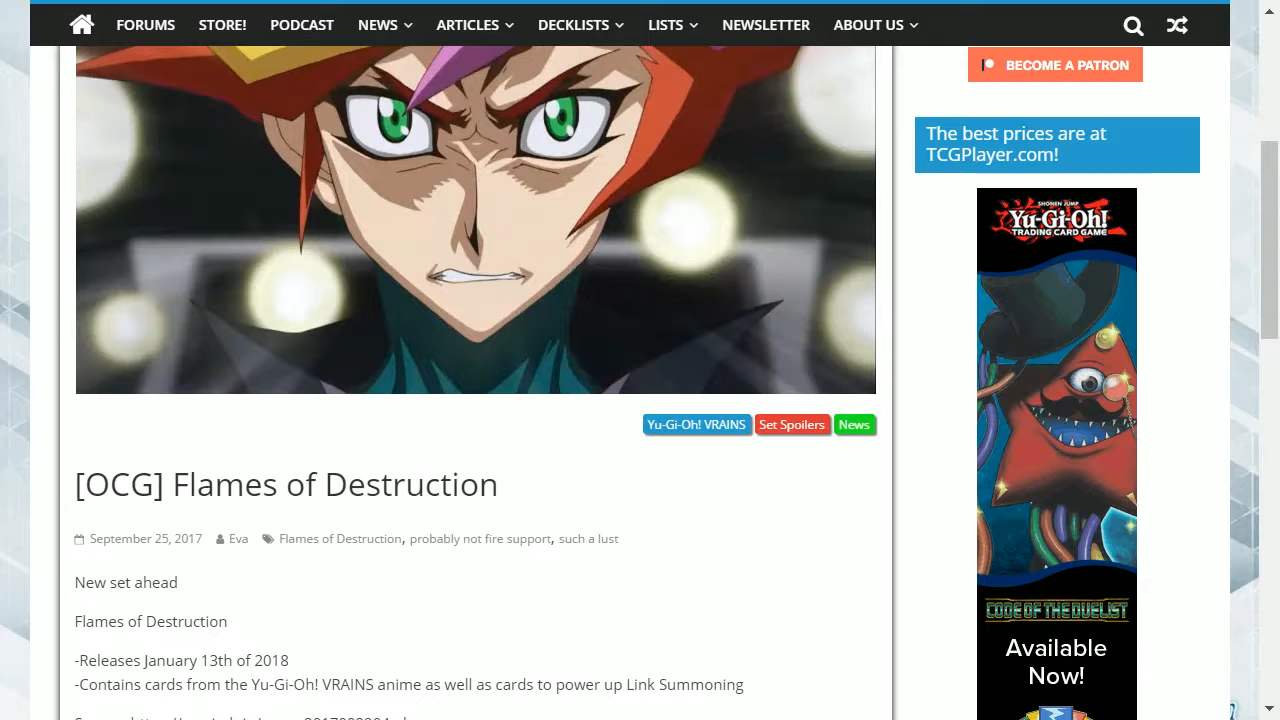 FORUMS STORE! PODCAST NEWS ARTICLES DECKLISTS LISTS NEWSLETTER ABOUT US
BECOME A PATRON
The best prices are at
TCGPlayer.com!
SHONEN JUMP
Yu-Gi-Oh!
TRADING CARD GAME
Yu-Gi-Oh! VRAINS Set Spoilers News
[OCG] Flames of Destruction
September 25, 2017 Eva Flames of Destruction, probably not fire support, such a lust
New set ahead
Flames of Destruction
-Releases January 13th of 2018
-Contains cards from the Yu-Gi-Oh! VRAINS anime as well as cards to power up Link Summoning
CODE OF THE DUELIST
Available
Now!